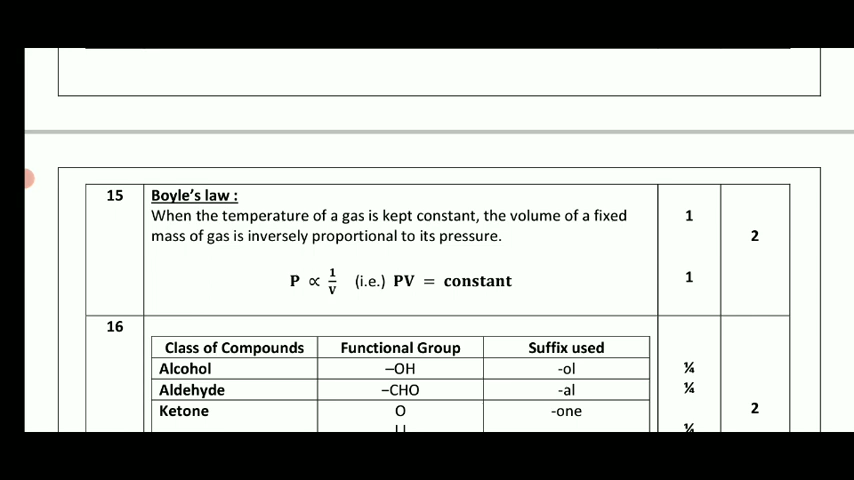 15 Boyle's law : 
When the temperature of a gas is kept constant, the volume of a fixed 1
mass of gas is inversely proportional to its pressure. 2
P ∝ 1/V (i.e.) PV = constant 1
16
Class of Compounds Functional Group Suffix used
Alcohol –OH -ol ¼
Aldehyde –CHO -al ¼
Ketone O -one 2